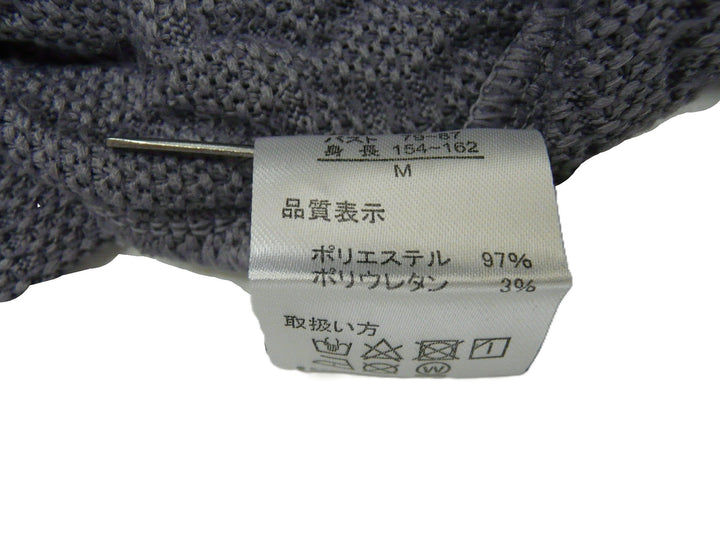 バスト 79~87
身長 154~162
M
品質表示
ポリエステル 97%
ポリウレタン 3%
取扱い方
W